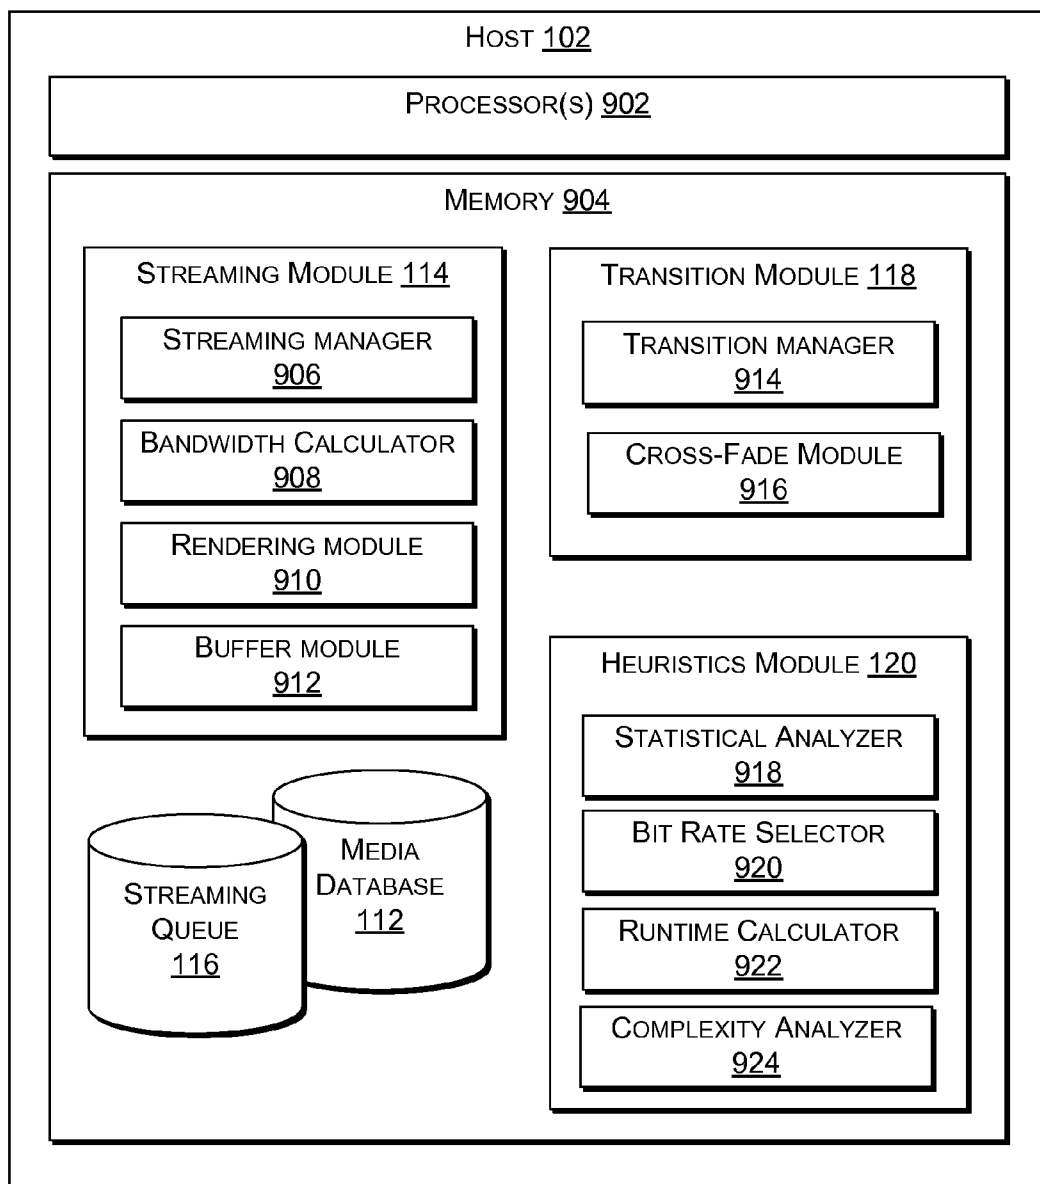 HOST 102
PROCESSOR(S) 902
MEMORY 904
STREAMING MODULE 114
STREAMING MANAGER
906
BANDWIDTH CALCULATOR
908
RENDERING MODULE
910
BUFFER MODULE
912
TRANSITION MODULE 118
TRANSITION MANAGER
914
CROSS-FADE MODULE
916
HEURISTICS MODULE 120
STATISTICAL ANALYZER
918
BIT RATE SELECTOR
920
RUNTIME CALCULATOR
922
COMPLEXITY ANALYZER
924
STREAMING
QUEUE
116
MEDIA
DATABASE
112